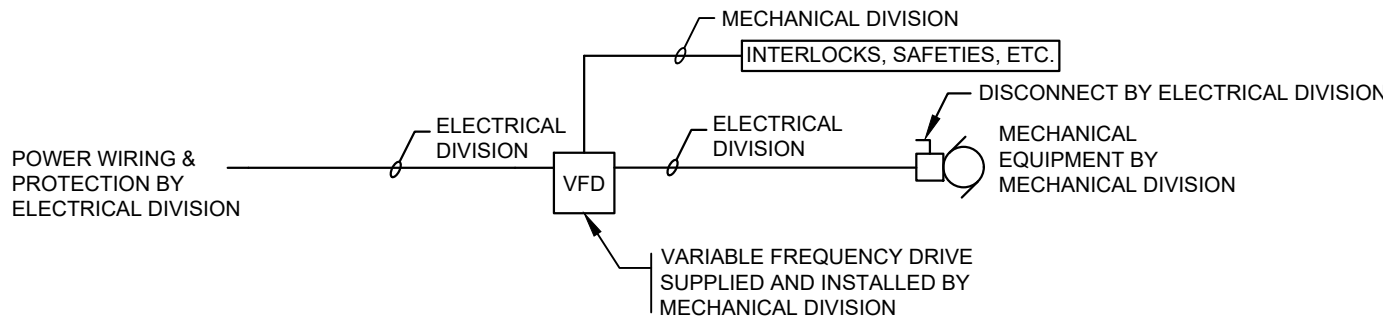 MECHANICAL DIVISION
INTERLOCKS, SAFETIES, ETC.
DISCONNECT BY ELECTRICAL DIVISION
ELECTRICAL
DIVISION
ELECTRICAL
DIVISION
MECHANICAL
EQUIPMENT BY
MECHANICAL DIVISION
POWER WIRING &
PROTECTION BY
ELECTRICAL DIVISION
VFD
VARIABLE FREQUENCY DRIVE
SUPPLIED AND INSTALLED BY
MECHANICAL DIVISION